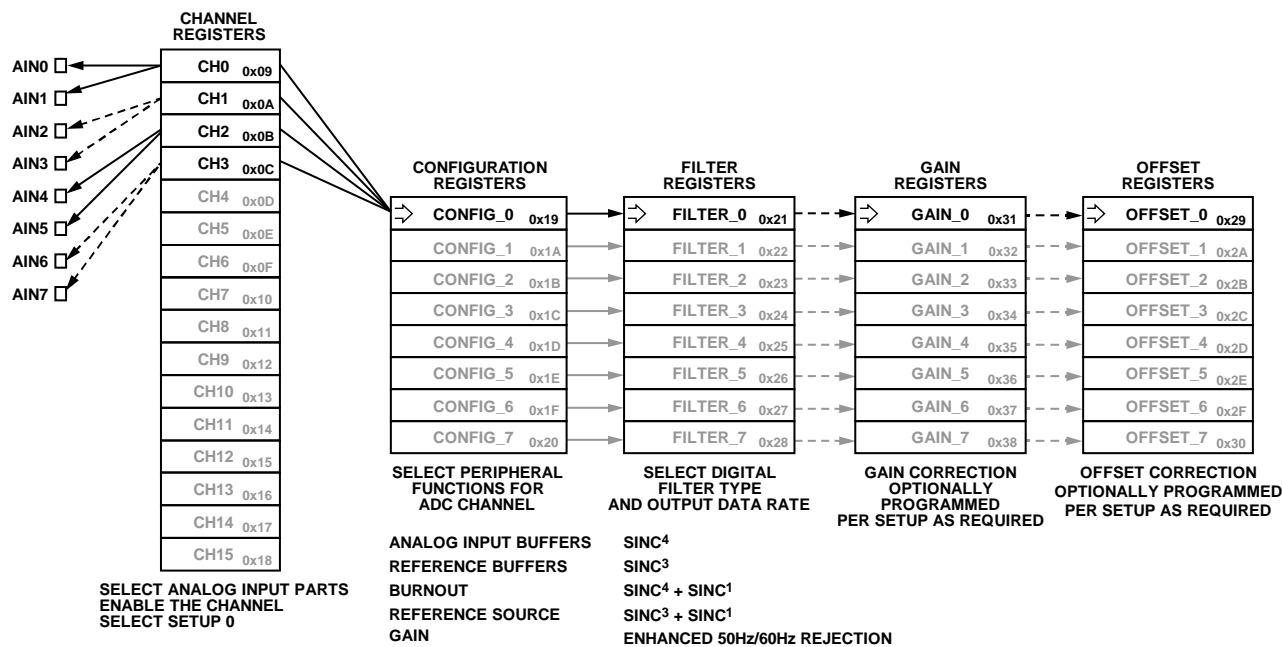 CHANNEL
REGISTERS
AIN0
AIN1
AIN2
AIN3
AIN4
AIN5
AIN6
AIN7
CH0 0x09
CH1 0x0A
CH2 0x0B
CH3 0x0C
CH4 0x0D
CH5 0x0E
CH6 0x0F
CH7 0x10
CH8 0x11
CH9 0x12
CH10 0x13
CH11 0x14
CH12 0x15
CH13 0x16
CH14 0x17
CH15 0x18
SELECT ANALOG INPUT PARTS
ENABLE THE CHANNEL
SELECT SETUP 0
CONFIGURATION
REGISTERS
CONFIG_0 0x19
CONFIG_1 0x1A
CONFIG_2 0x1B
CONFIG_3 0x1C
CONFIG_4 0x1D
CONFIG_5 0x1E
CONFIG_6 0x1F
CONFIG_7 0x20
SELECT PERIPHERAL
FUNCTIONS FOR
ADC CHANNEL
ANALOG INPUT BUFFERS
REFERENCE BUFFERS
BURNOUT
REFERENCE SOURCE
GAIN
FILTER
REGISTERS
FILTER_0 0x21
FILTER_1 0x22
FILTER_2 0x23
FILTER_3 0x24
FILTER_4 0x25
FILTER_5 0x26
FILTER_6 0x27
FILTER_7 0x28
SELECT DIGITAL
FILTER TYPE
AND OUTPUT DATA RATE
SINC4
SINC3
SINC4 + SINC1
SINC3 + SINC1
ENHANCED 50Hz/60Hz REJECTION
GAIN
REGISTERS
GAIN_0 0x31
GAIN_1 0x32
GAIN_2 0x33
GAIN_3 0x34
GAIN_4 0x35
GAIN_5 0x36
GAIN_6 0x37
GAIN_7 0x38
GAIN CORRECTION
OPTIONALLY
PROGRAMMED
PER SETUP AS REQUIRED
OFFSET
REGISTERS
OFFSET_0 0x29
OFFSET_1 0x2A
OFFSET_2 0x2B
OFFSET_3 0x2C
OFFSET_4 0x2D
OFFSET_5 0x2E
OFFSET_6 0x2F
OFFSET_7 0x30
OFFSET CORRECTION
OPTIONALLY PROGRAMMED
PER SETUP AS REQUIRED